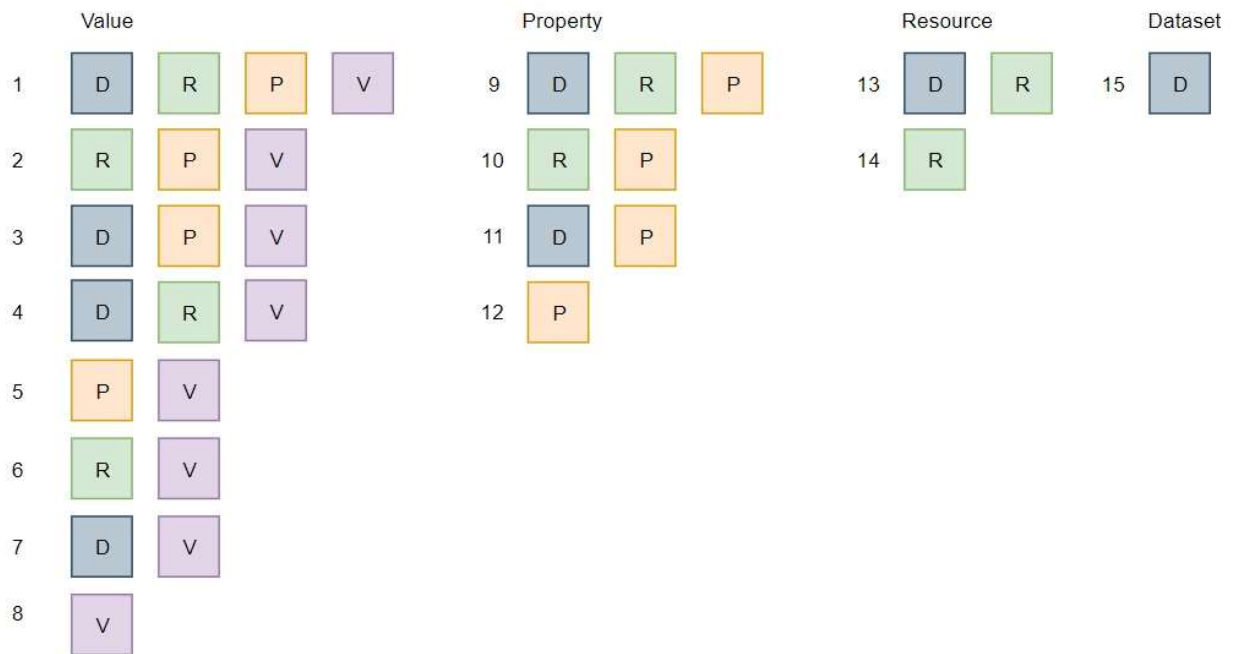 Value Property Resource Dataset
1 D R P V 9 D R P 13 D R 15 D
2 R P V 10 R P 14 R
3 D P V 11 D P
4 D R V 12 P
5 P V
6 R V
7 D V
8 V